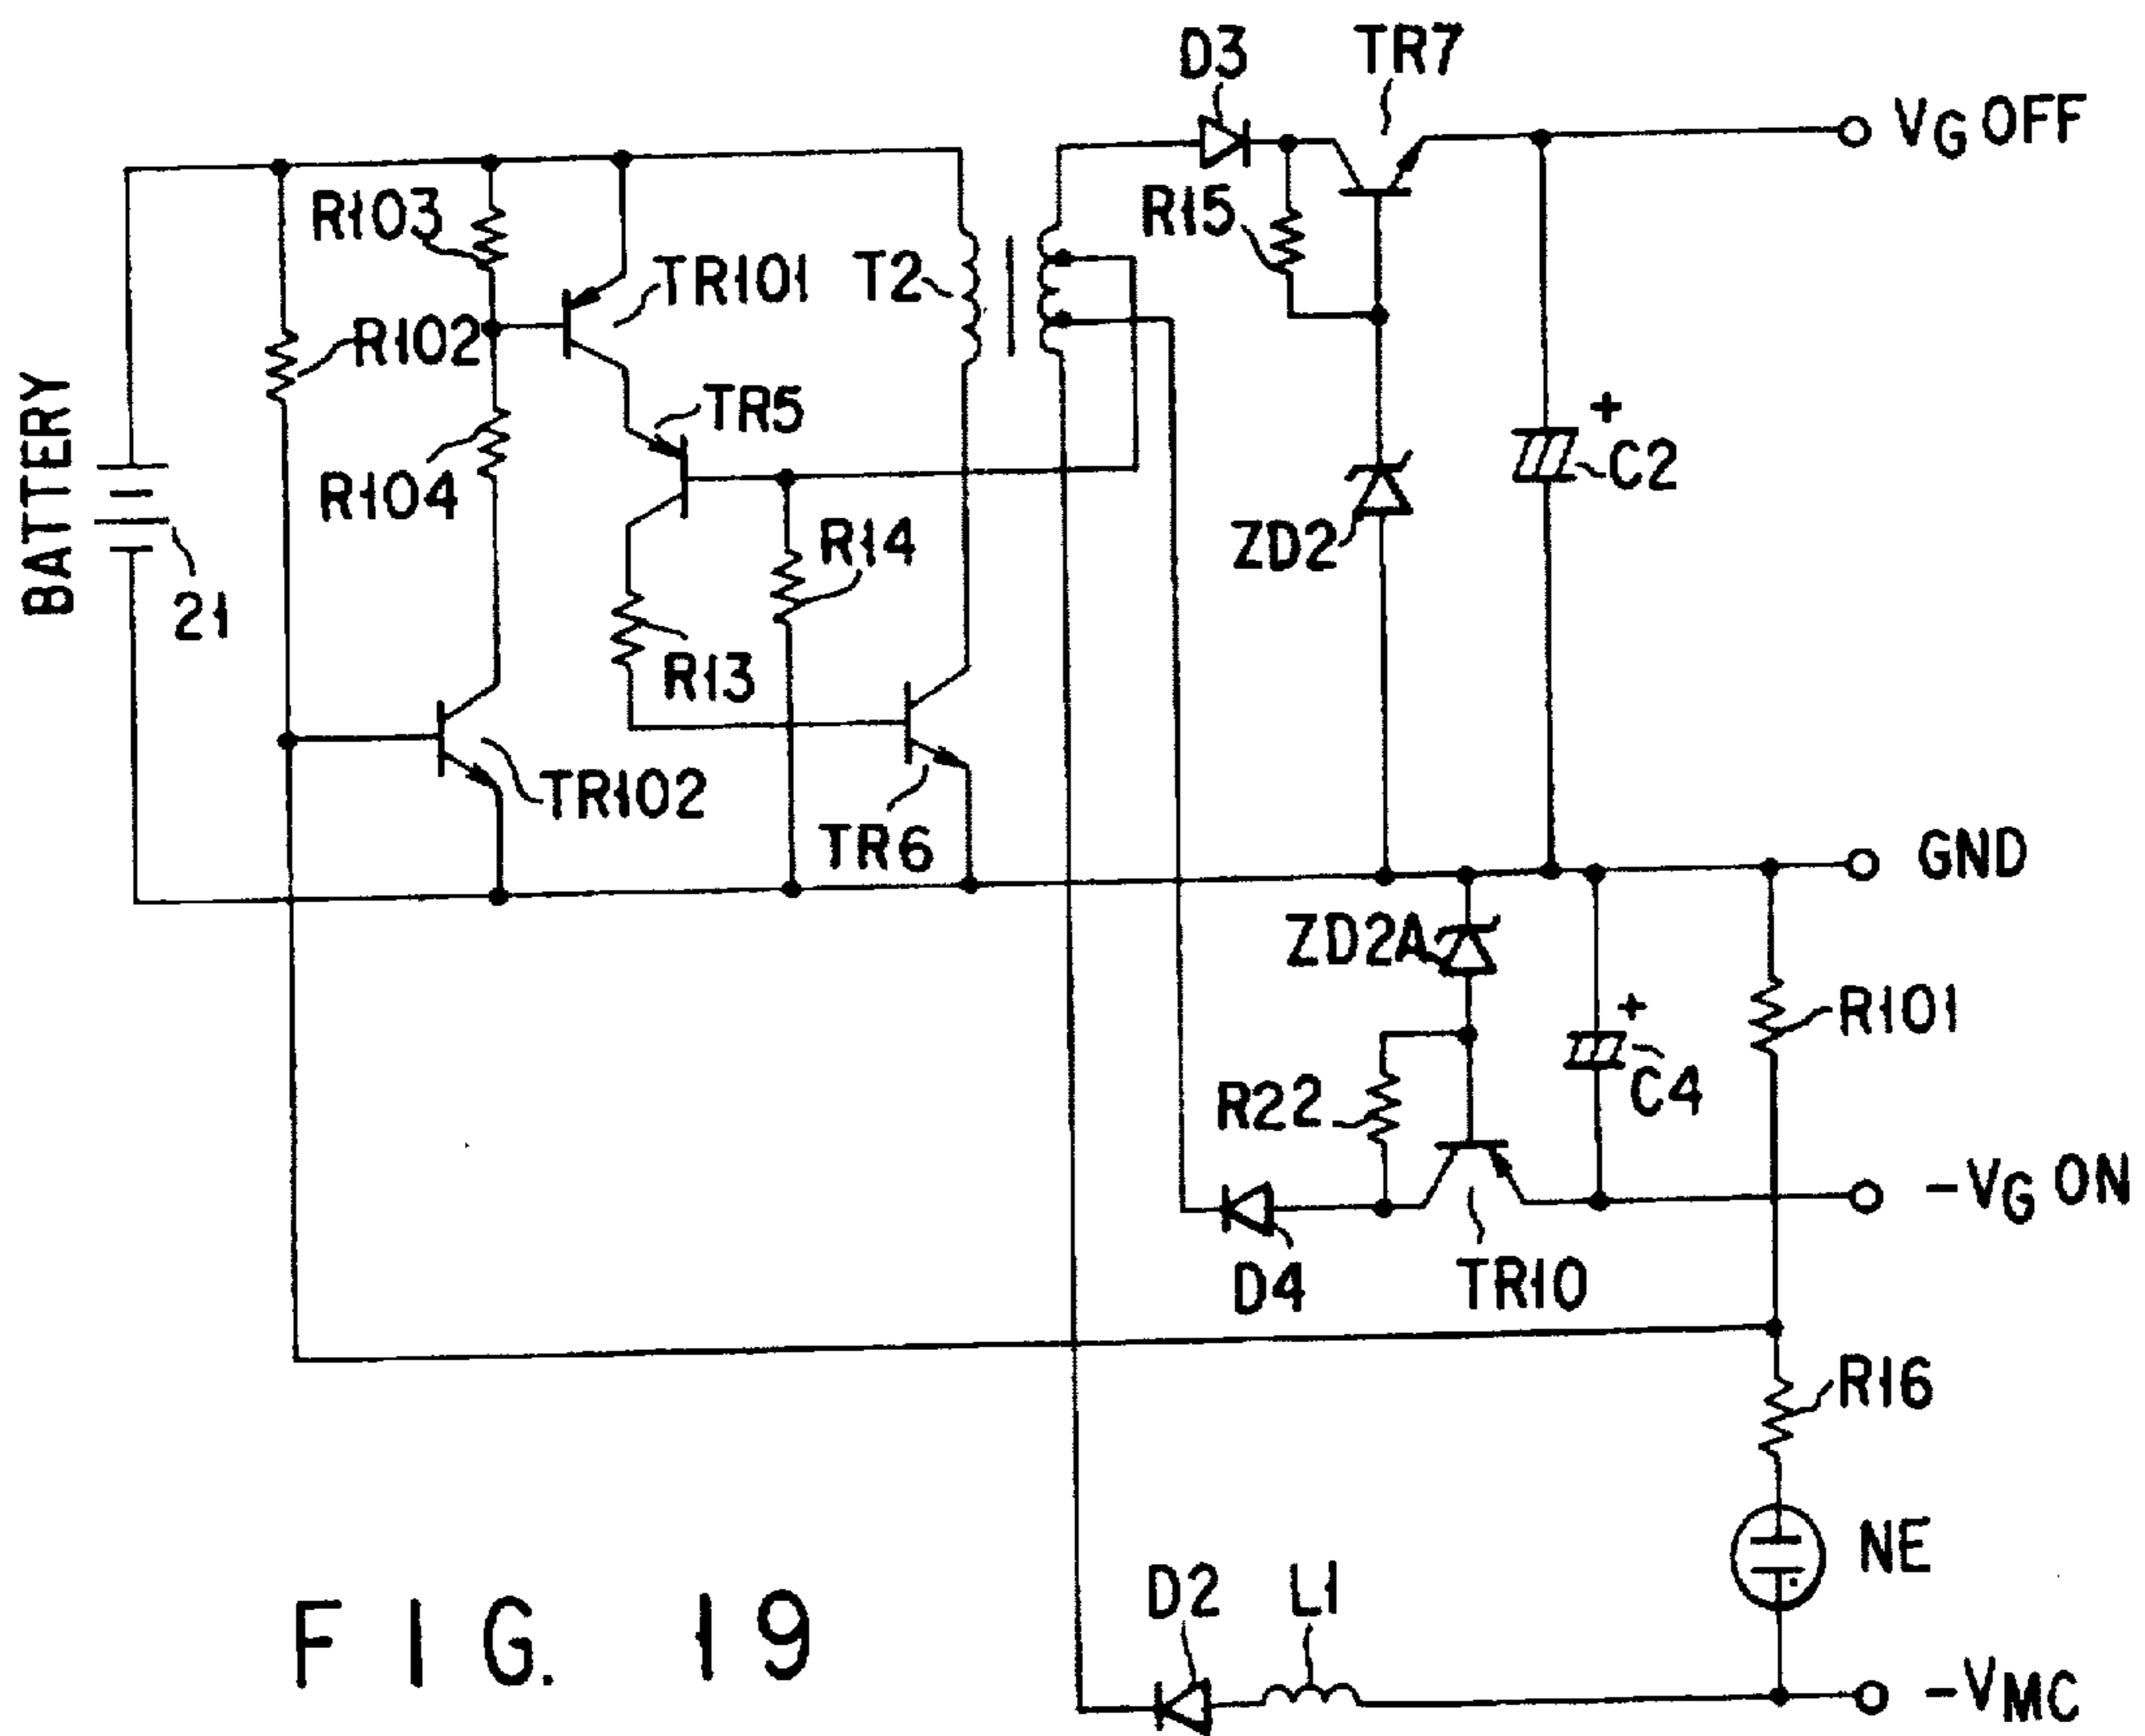 D3
TR7
VG OFF
R103
R15
TR101
T2
R102
BATTERY
TR5
+
C2
R104
R14
ZD2
21
R13
TR102
TR6
GND
ZD2A
+
R101
C4
R22
-VG ON
D4
TR10
R16
NE
D2
L1
-VMC
FIG. 19